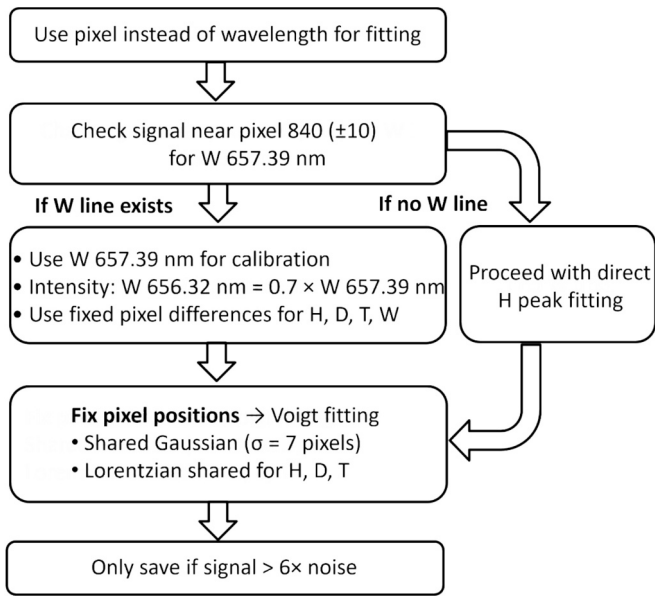 Use pixel instead of wavelength for fitting
Check signal near pixel 840 (±10)
for W 657.39 nm
If W line exists
If no W line
• Use W 657.39 nm for calibration
• Intensity: W 656.32 nm = 0.7 × W 657.39 nm
• Use fixed pixel differences for H, D, T, W
Proceed with direct
H peak fitting
Fix pixel positions → Voigt fitting
• Shared Gaussian (σ = 7 pixels)
• Lorentzian shared for H, D, T
Only save if signal > 6× noise